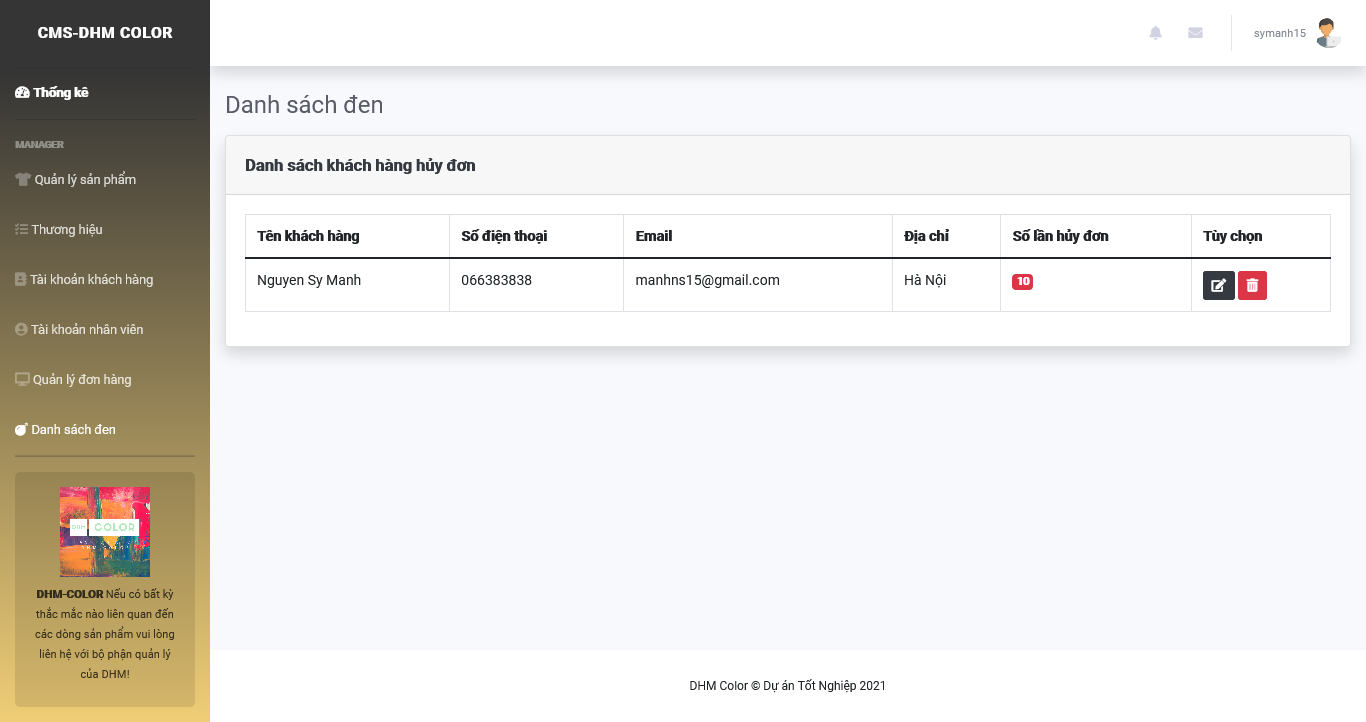 CMS-DHM COLOR
symanh15
Thống kê
MANAGER
Quản lý sản phẩm
Thương hiệu
Tài khoản khách hàng
Tài khoản nhân viên
Quản lý đơn hàng
Danh sách đen
DHM COLOR
DHM-COLOR Nếu có bất kỳ
thắc mắc nào liên quan đến
các dòng sản phẩm vui lòng
liên hệ với bộ phận quản lý
của DHM!
Danh sách đen
Danh sách khách hàng hủy đơn
Tên khách hàng Số điện thoại Email Địa chỉ Số lần hủy đơn Tùy chọn
Nguyen Sy Manh 066383838 manhns15@gmail.com Hà Nội 10
DHM Color © Dự án Tốt Nghiệp 2021